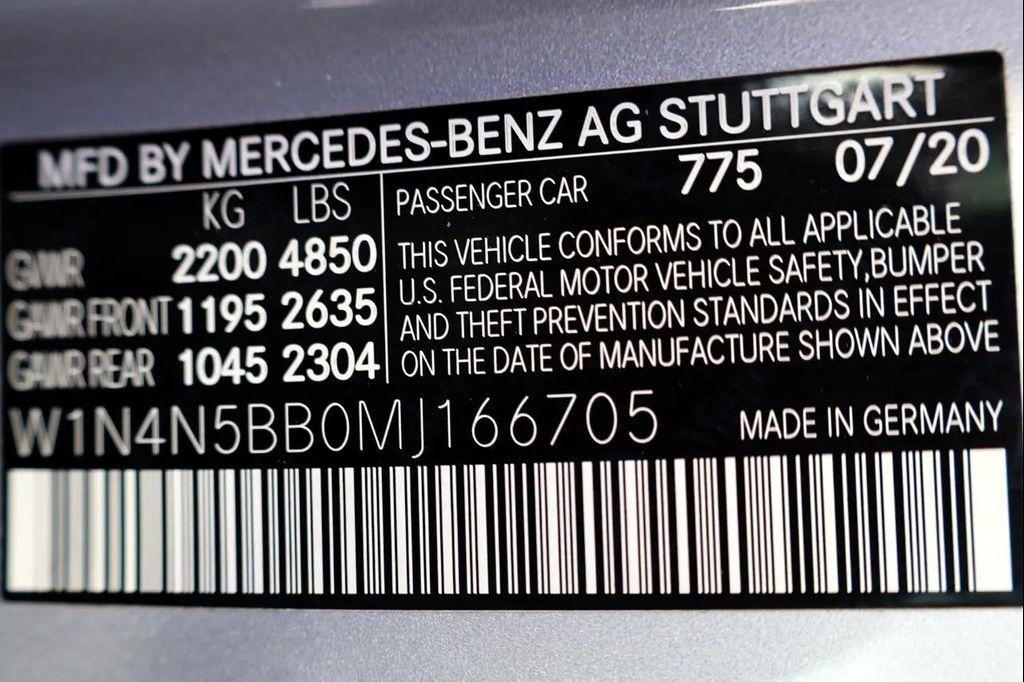 MFD BY MERCEDES-BENZ AG STUTTGART
KG LBS
GVWR 2200 4850
GAWR FRONT 1195 2635
GAWR REAR 1045 2304
PASSENGER CAR 775 07/20
THIS VEHICLE CONFORMS TO ALL APPLICABLE
U.S. FEDERAL MOTOR VEHICLE SAFETY,BUMPER
AND THEFT PREVENTION STANDARDS IN EFFECT
ON THE DATE OF MANUFACTURE SHOWN ABOVE
W1N4N5BB0MJ166705
MADE IN GERMANY